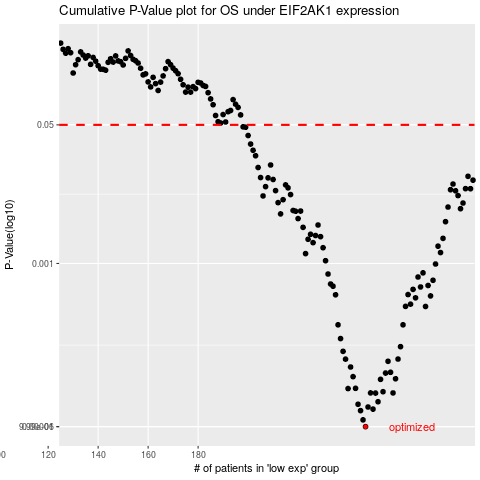 Cumulative P-Value plot for OS under EIF2AK1 expression
P-Value(log10)
0.05
0.001
optimized
00 120 140 160 180
# of patients in 'low exp' group